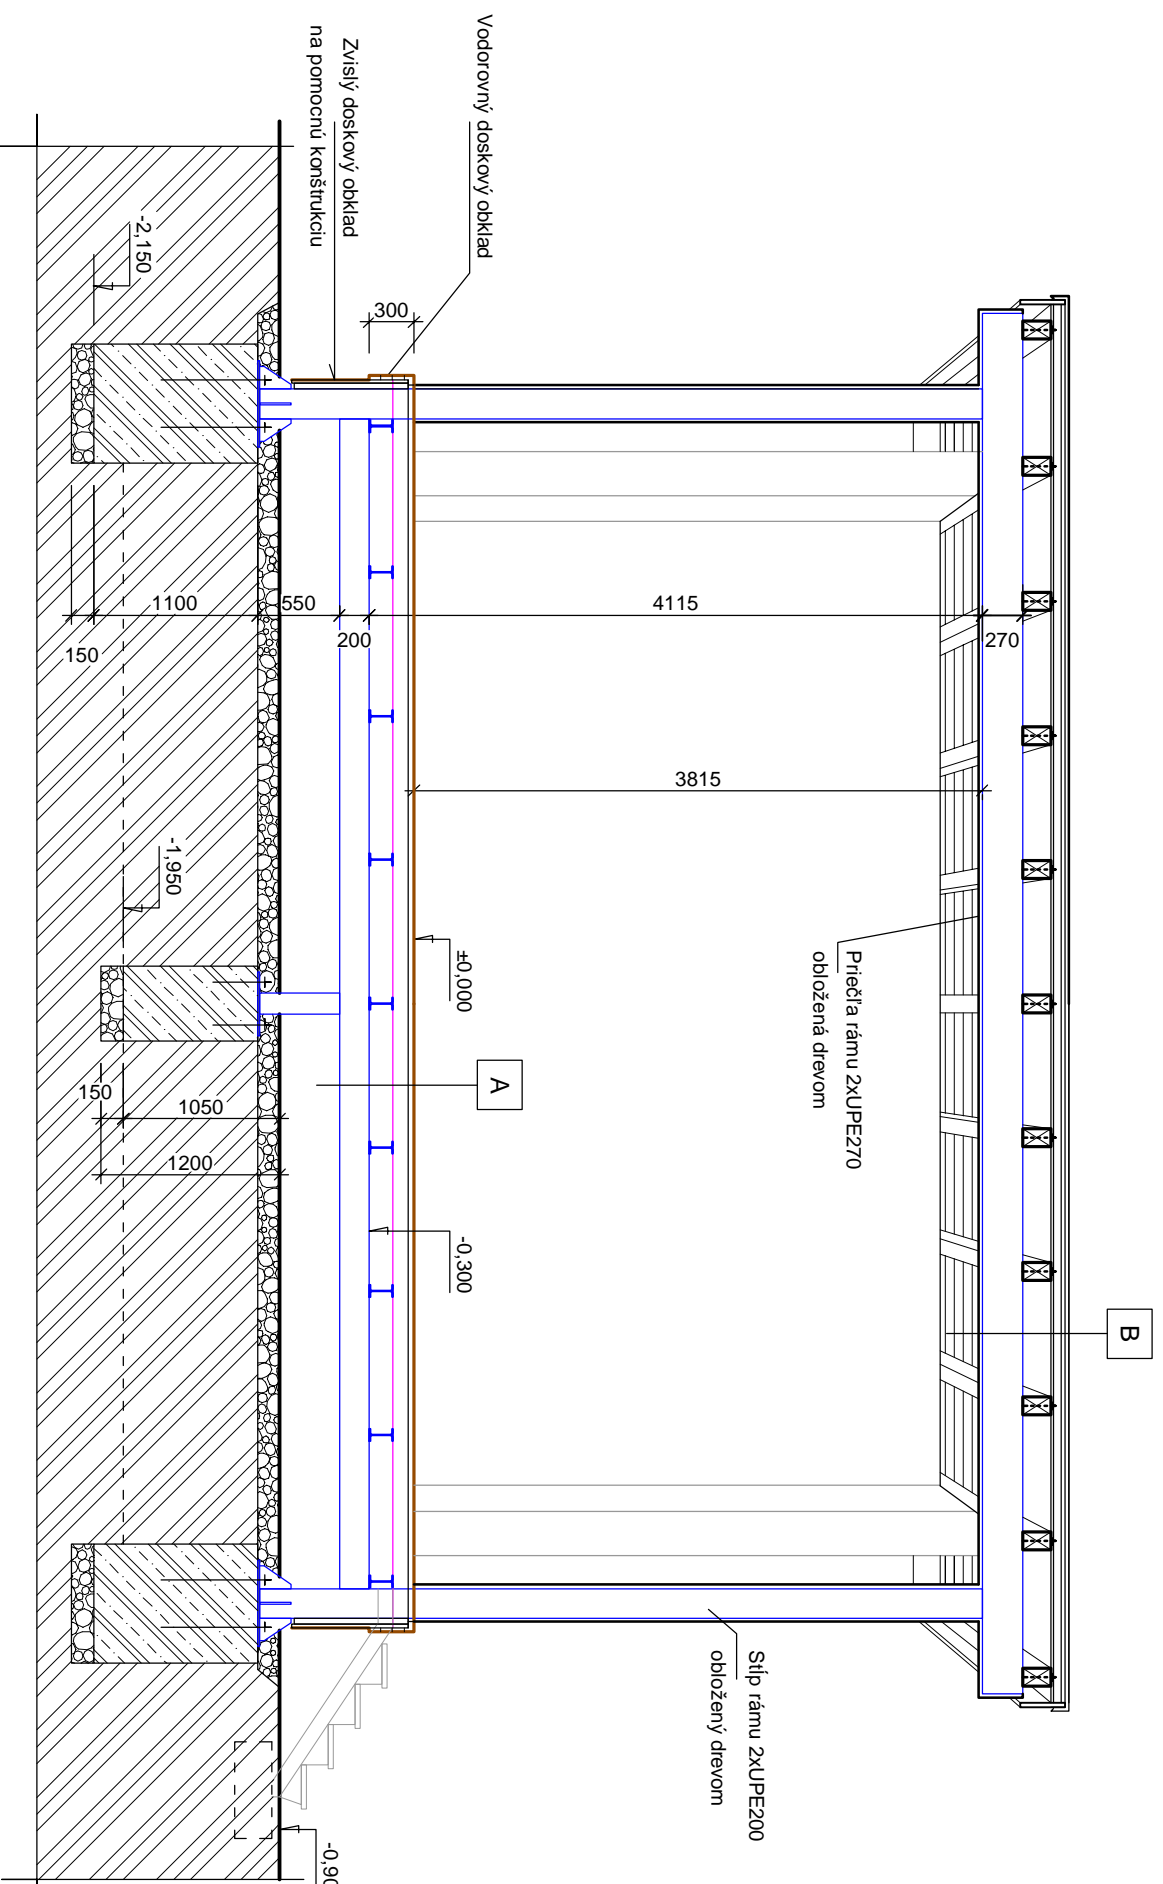 Vodorovný doskový obklad
Zvislý doskový obklad
na pomocnú konštrukciu
-2,150
300
150
1100
550
200
4115
270
3815
-1,950
±0,000
Priečľa rámu 2xUPE270
obložená drevom
A
150
1050
1200
-0,300
B
Stĺp rámu 2xUPE200
obložený drevom
-0,90